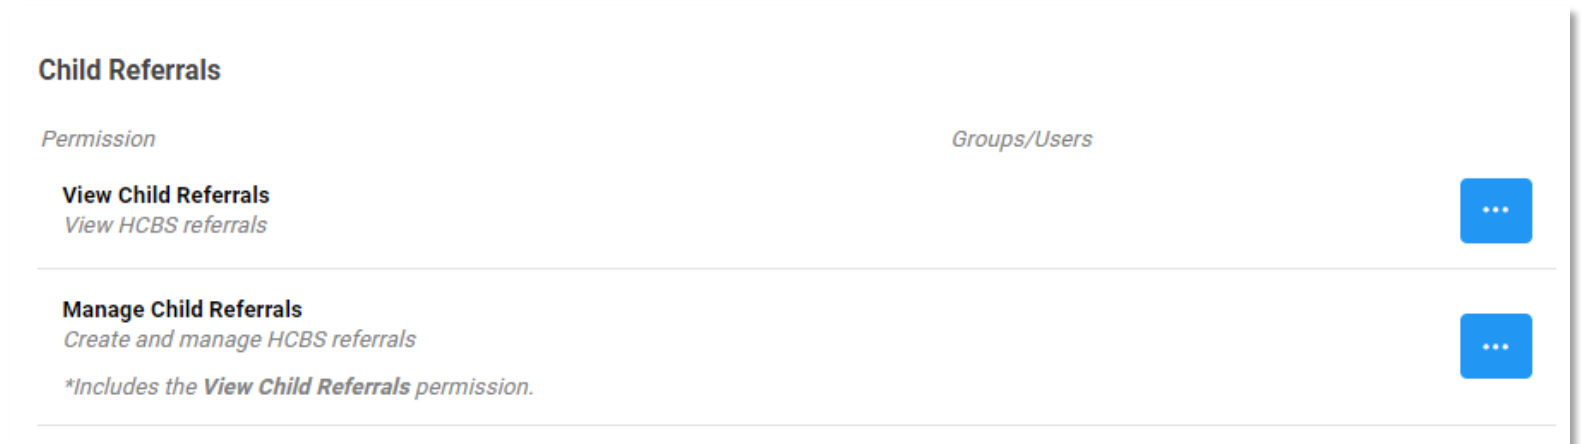 Child Referrals
Permission Groups/Users
View Child Referrals
View HCBS referrals
...
Manage Child Referrals
Create and manage HCBS referrals
...
*Includes the View Child Referrals permission.